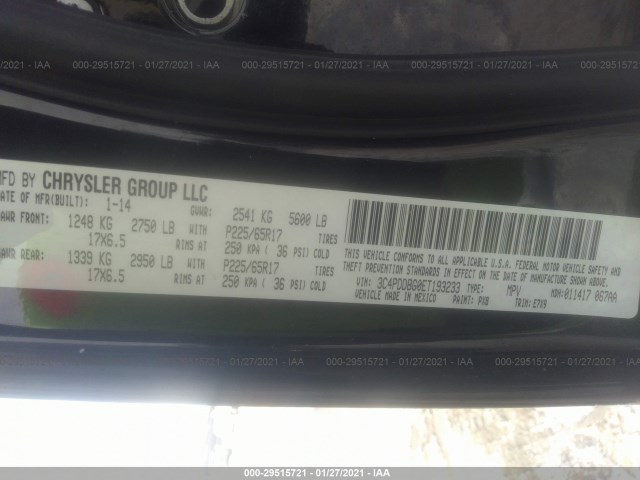 000-29515721 - 01/27/2021 - IAA 000-29515721 - 01/27/2021 - IAA 000-29515721 - 01/27/2021 - IAA
MFD BY CHRYSLER GROUP LLC
DATE OF MFR(BUILT): 1-14 GVWR: 2541 KG 5600 LB
GAWR FRONT: 1248 KG 2750 LB WITH P225/65R17 TIRES
17X6.5 RIMS AT 250 KPA ( 36 PSI) COLD
GAWR REAR: 1339 KG 2950 LB WITH P225/65R17 TIRES
17X6.5 RIMS AT 250 KPA ( 36 PSI) COLD
THIS VEHICLE CONFORMS TO ALL APPLICABLE U.S.A. FEDERAL MOTOR VEHICLE SAFETY AND
THEFT PREVENTION STANDARDS IN EFFECT ON THE DATE OF MANUFACTURE SHOWN ABOVE.
VIN: 3C4PDDBG0ET193233 TYPE: MPV MDH: 011417 067AA
VEHICLE MADE IN MEXICO PAINT: PX8 TRIM: E7X9
000-29515721 - 01/27/2021 - IAA 000-29515721 - 01/27/2021 - IAA 000-29515721 - 01/27/2021 - IAA
000-29515721 - 01/27/2021 - IAA